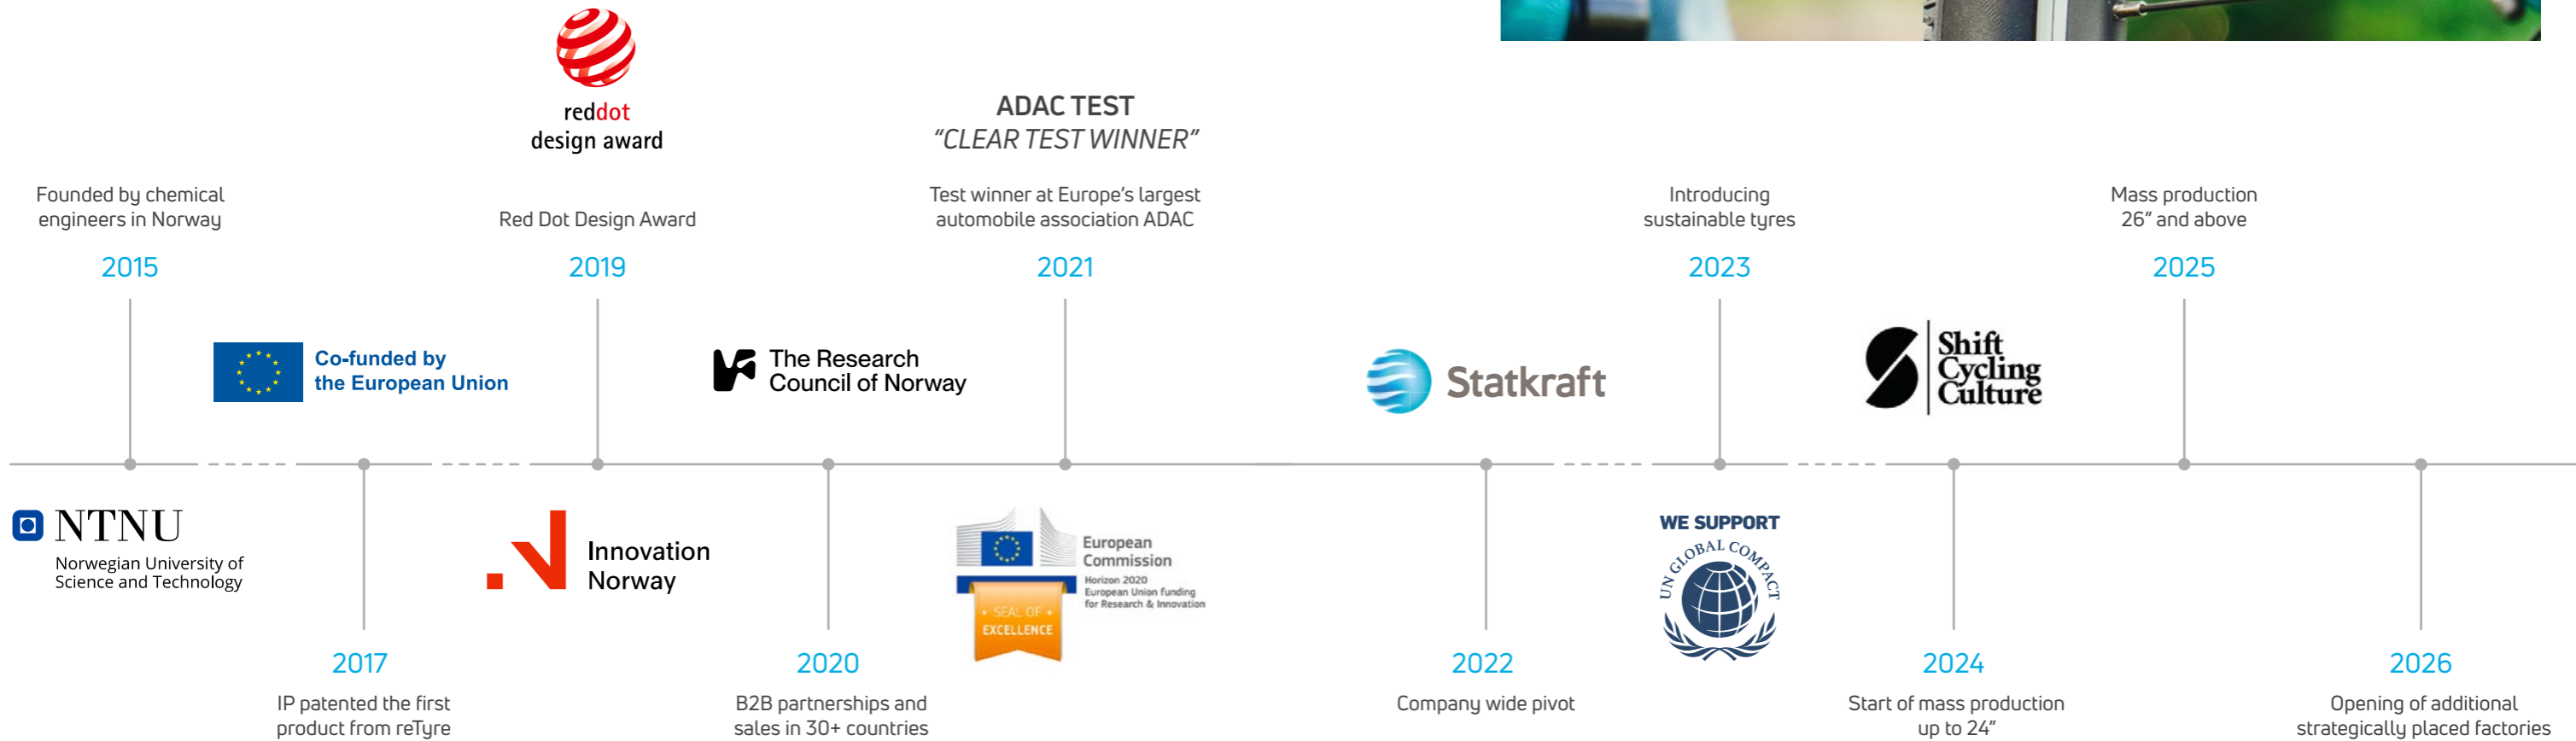 reddot
design award
ADAC TEST
"CLEAR TEST WINNER"
Founded by chemical
engineers in Norway
2015
Red Dot Design Award
2019
Test winner at Europe's largest
automobile association ADAC
2021
Introducing
sustainable tyres
2023
Mass production
26" and above
2025
Co-funded by
the European Union
The Research
Council of Norway
Statkraft
Shift
Cycling
Culture
NTNU
Norwegian University of
Science and Technology
Innovation
Norway
European
Commission
Horizon 2020
European Union funding
for Research & Innovation
SEAL OF
EXCELLENCE
WE SUPPORT
UN GLOBAL COMPACT
2017
IP patented the first
product from reTyre
2020
B2B partnerships and
sales in 30+ countries
2022
Company wide pivot
2024
Start of mass production
up to 24"
2026
Opening of additional
strategically placed factories